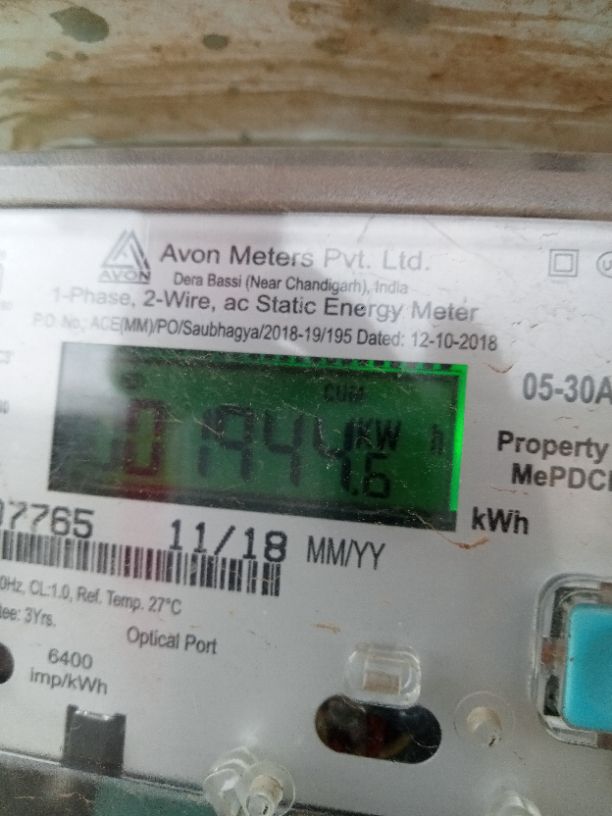 AVON
Avon Meters Pvt. Ltd.
Dera Bassi (Near Chandigarh), India
1-Phase, 2-Wire, ac Static Energy Meter
P.O. No.; ACE(MM)/PO/Saubhagya/2018-19/195 Dated: 12-10-2018
05-30A
CUM
01944.6 KW h
Property
MePDC
kWh
7765 11/18 MM/YY
0Hz, CL:1.0, Ref. Temp. 27°C
tee: 3Yrs.
Optical Port
6400
imp/kWh